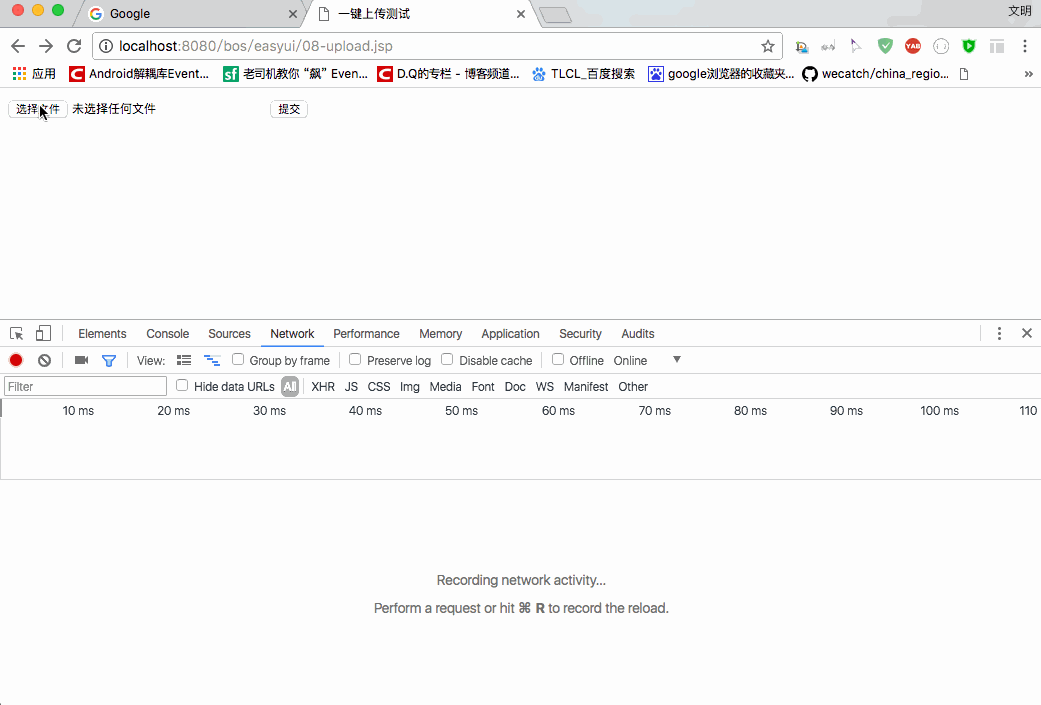 Google 一键上传测试 文明
localhost:8080/bos/easyui/08-upload.jsp
应用 Android解耦库Event... 老司机教你“飙”Even... D.Q的专栏 - 博客频道... TLCL_百度搜索 google浏览器的收藏夹... wecatch/china_regio... »
选择文件 未选择任何文件 提交
Elements Console Sources Network Performance Memory Application Security Audits
View: Group by frame Preserve log Disable cache Offline Online
Filter Hide data URLs All XHR JS CSS Img Media Font Doc WS Manifest Other
10 ms 20 ms 30 ms 40 ms 50 ms 60 ms 70 ms 80 ms 90 ms 100 ms 110
Recording network activity...
Perform a request or hit ⌘ R to record the reload.